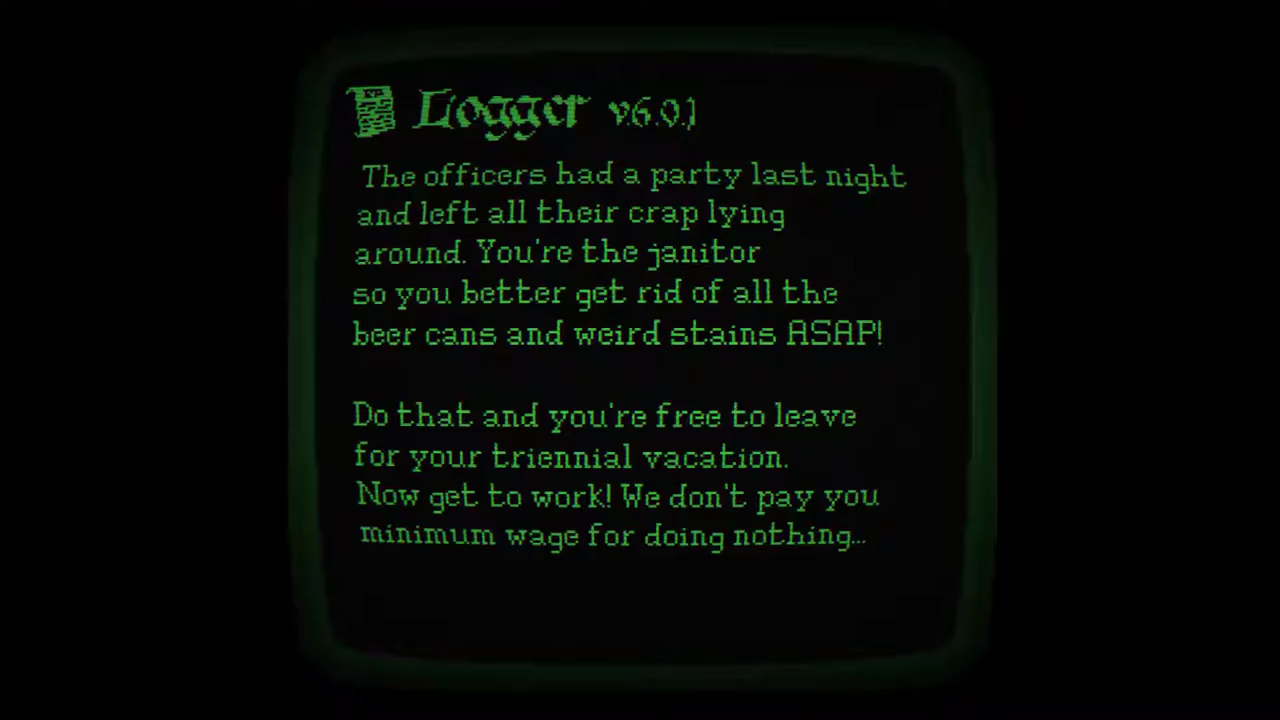 Logger v.6.0.1
The officers had a party last night
and left all their crap lying
around. You're the janitor
so you better get rid of all the
beer cans and weird stains ASAP!
Do that and you're free to leave
for your triennial vacation.
Now get to work! We don't pay you
minimum wage for doing nothing...